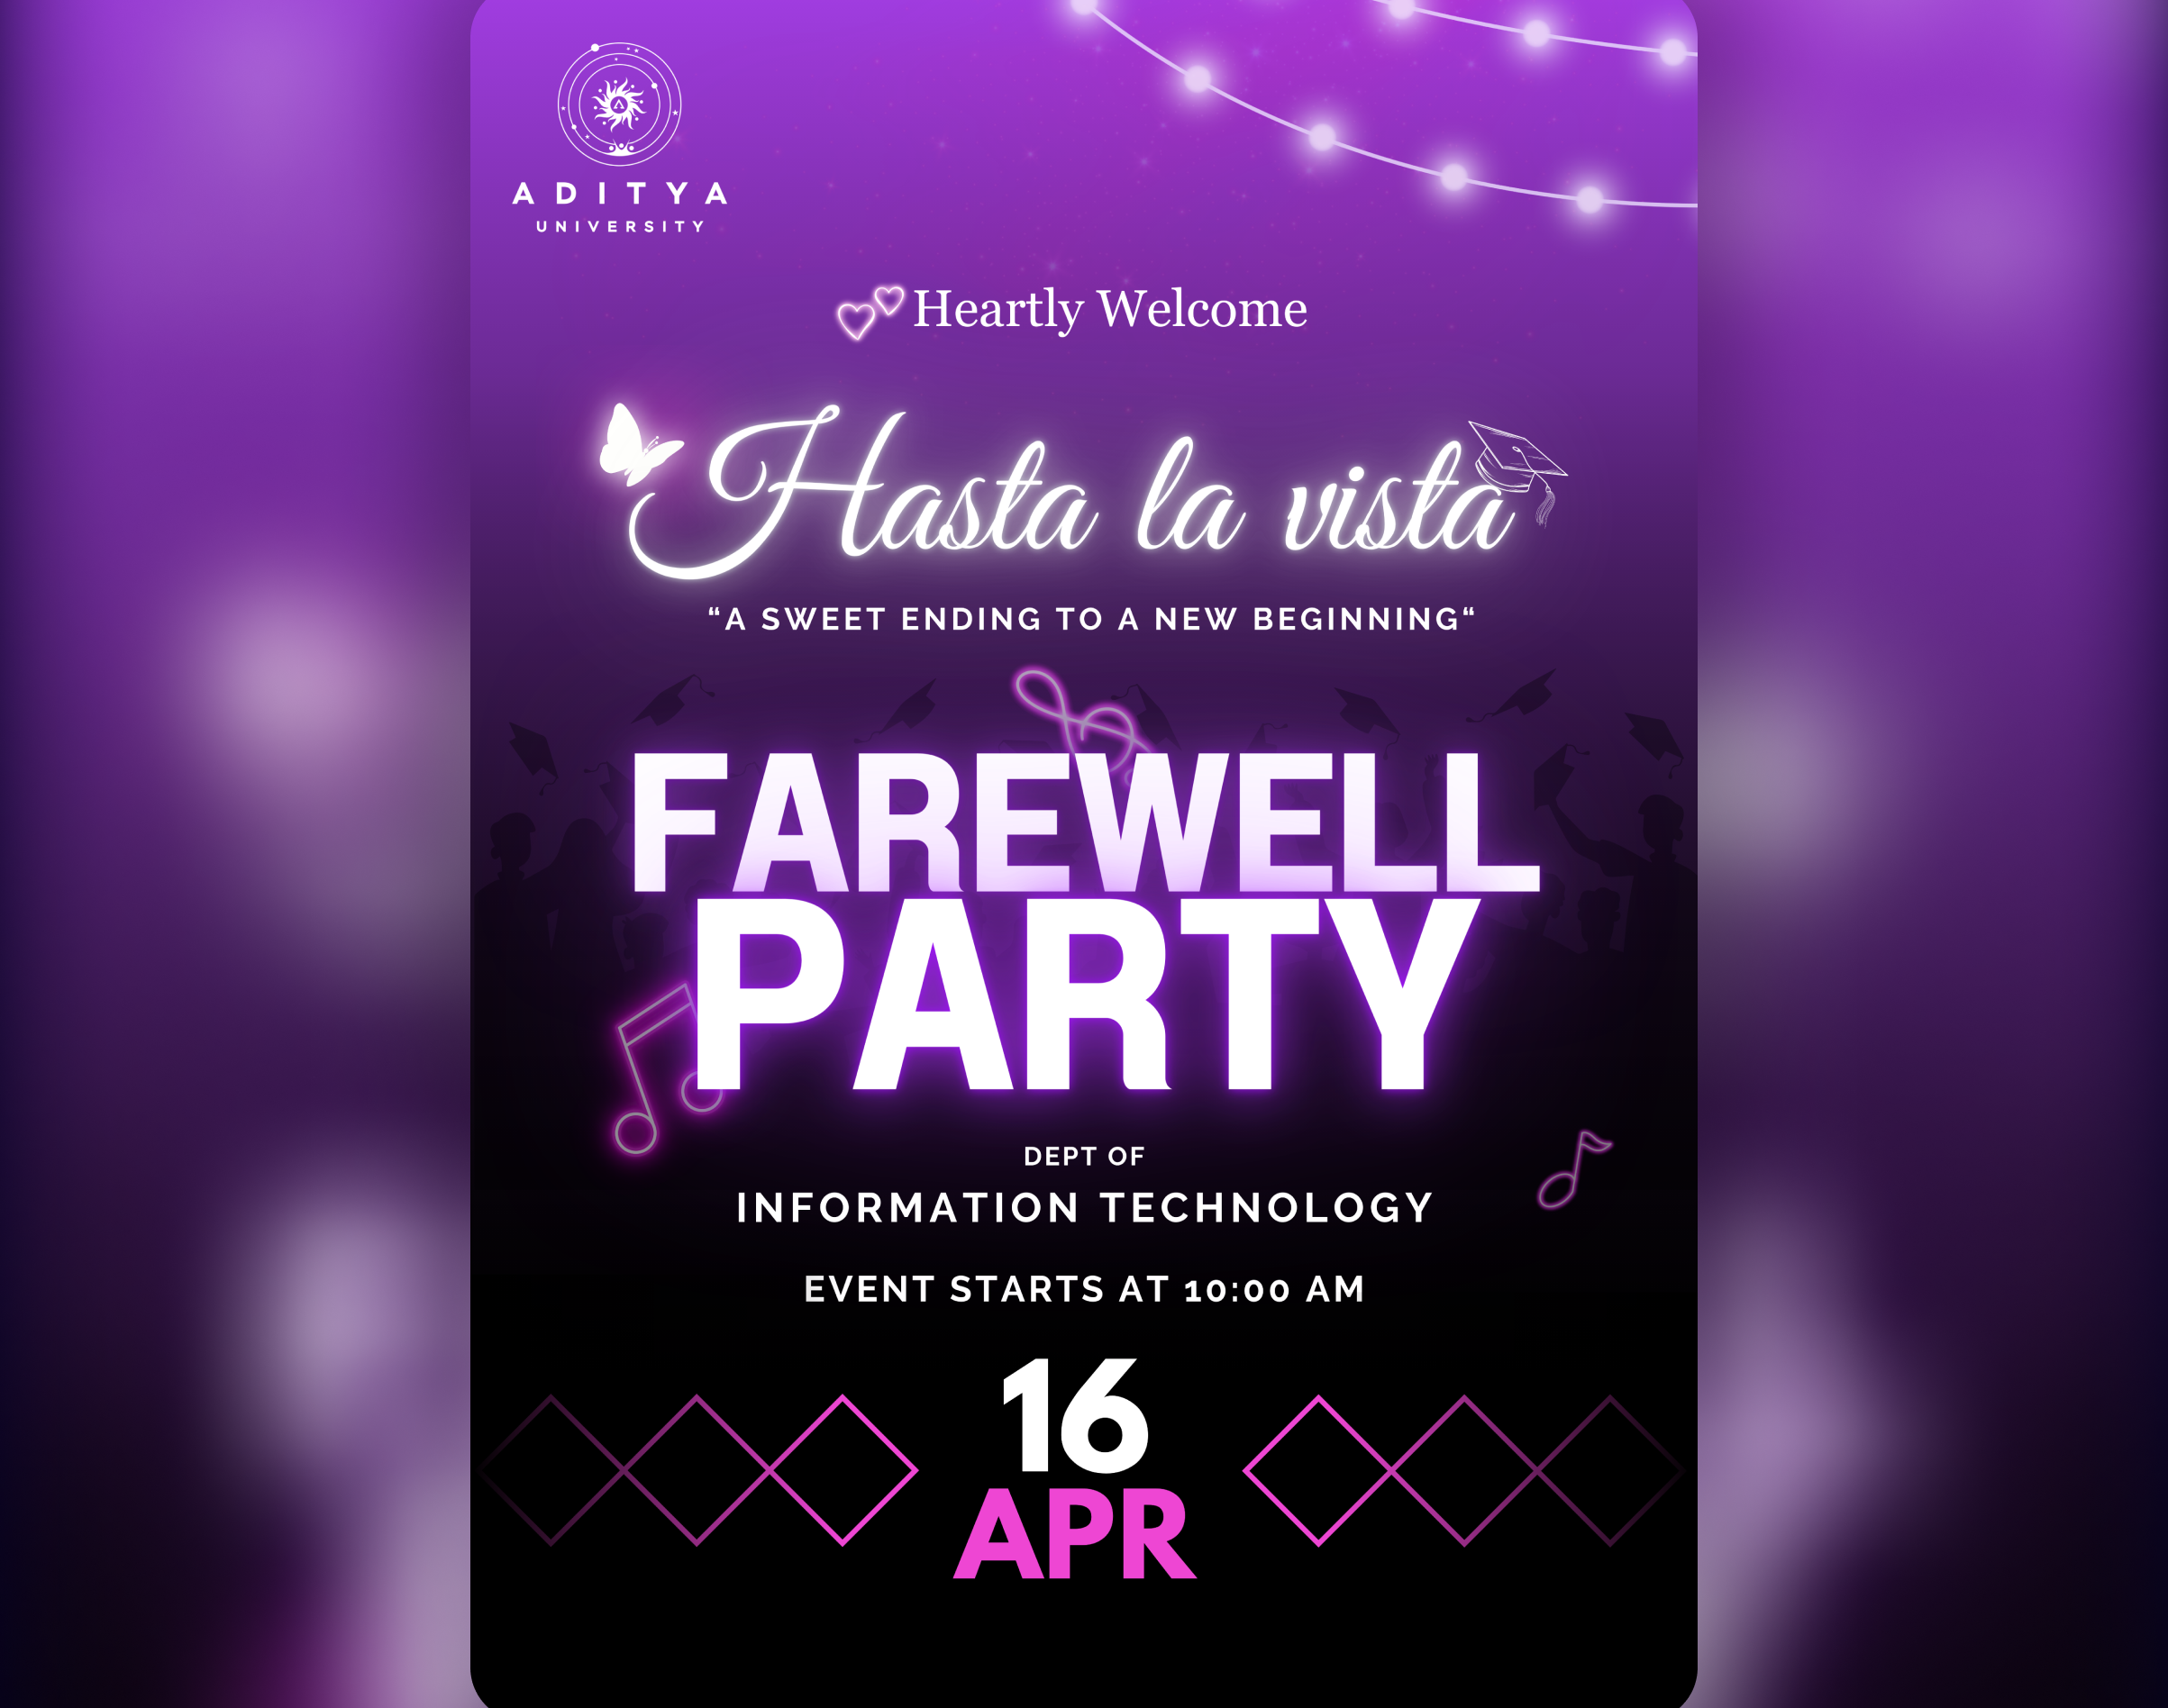 ADITYA
UNIVERSITY
Heartly Welcome
Hasta la vista
“A SWEET ENDING TO A NEW BEGINNING“
FAREWELL
PARTY
DEPT OF
INFORMATION TECHNOLOGY
EVENT STARTS AT 10:00 AM
16
APR